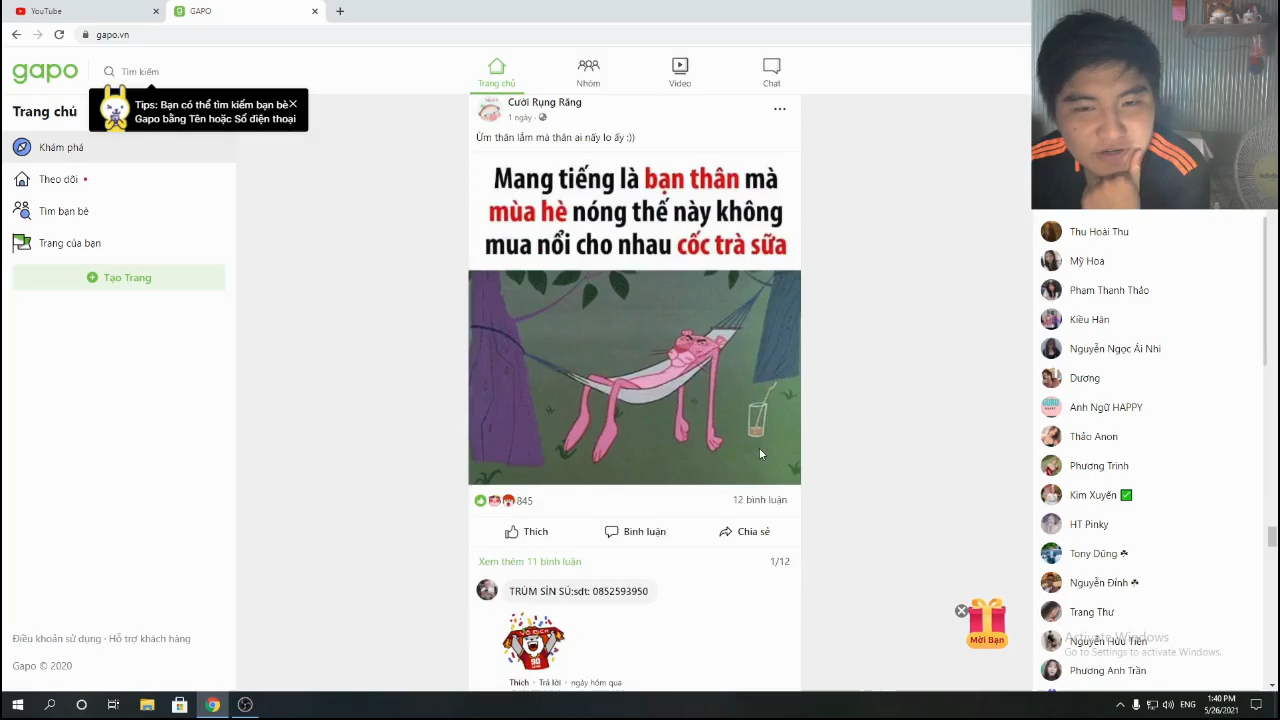 YouTube
GAPO
gapo.vn
gapo
Tìm kiếm
Trang chủ
Nhóm
Video
Chat
Tips: Bạn có thể tìm kiếm bạn bè
Gapo bằng Tên hoặc Số điện thoại
Trang chủ
Khám phá
Theo dõi
Tìm bạn bè
Trang của bạn
Tạo Trang
Điều khoản sử dụng · Hỗ trợ khách hàng
Gapo © 2020
Cười Rụng Răng
1 ngày
Ừm thân lắm mà thân ai nấy lo ấy :))
Mang tiếng là bạn thân mà
mùa hè nóng thế này không
mua nổi cho nhau cốc trà sữa
845
12 bình luận
Thích
Bình luận
Chia sẻ
Xem thêm 11 bình luận
1/12
TRÙM SÌN SÚ:sdt: 0852593950
VÔ ĐỊCH
Thích · Trả lời · ngày hôm qua
Mời Bạn
Thu Hoài Thu
Mỹ Hoa
Phạm Thanh Thảo
Kiều Hân
Nguyễn Ngọc Ái Nhi
Dương
Anh Ngữ HAPPY
Thảo Anon
Phương Trinh
Kim Xuyến ✅
HT Pinky
Tony Dũng ☘
Nguyễn Đình ☘
Trang Thư
Nguyễn Hữu Tiến
Phương Anh Trần
Activate Windows
Go to Settings to activate Windows.
ENG
1:40 PM
5/26/2021